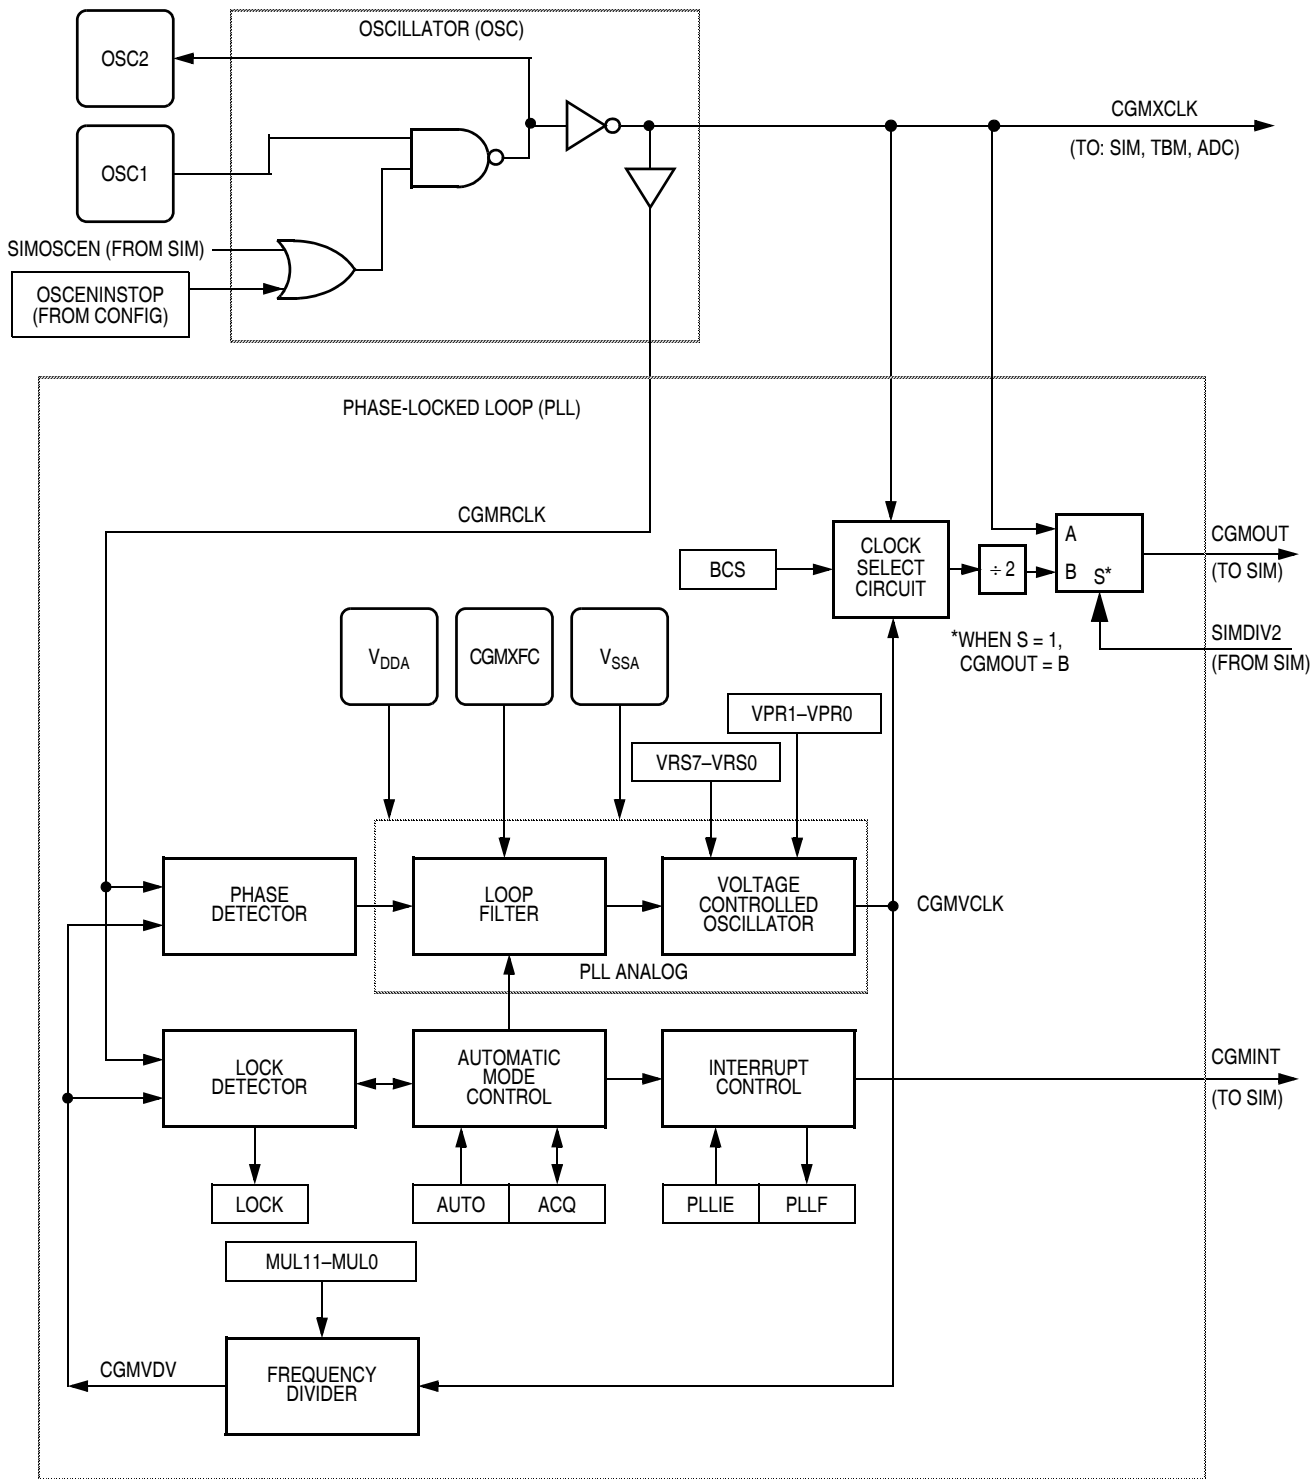 OSCILLATOR (OSC)
OSC2
CGMXCLK
(TO: SIM, TBM, ADC)
OSC1
SIMOSCEN (FROM SIM)
OSCENINSTOP
(FROM CONFIG)
PHASE-LOCKED LOOP (PLL)
CGMRCLK
BCS
CLOCK
SELECT
CIRCUIT
÷ 2
A
B
S*
CGMOUT
(TO SIM)
*WHEN S = 1,
CGMOUT = B
SIMDIV2
(FROM SIM)
VDDA
CGMXFC
VSSA
VPR1–VPR0
VRS7–VRS0
PHASE
DETECTOR
LOOP
FILTER
VOLTAGE
CONTROLLED
OSCILLATOR
CGMVCLK
PLL ANALOG
LOCK
DETECTOR
AUTOMATIC
MODE
CONTROL
INTERRUPT
CONTROL
CGMINT
(TO SIM)
LOCK
AUTO
ACQ
PLLIE
PLLF
MUL11–MUL0
CGMVDV
FREQUENCY
DIVIDER